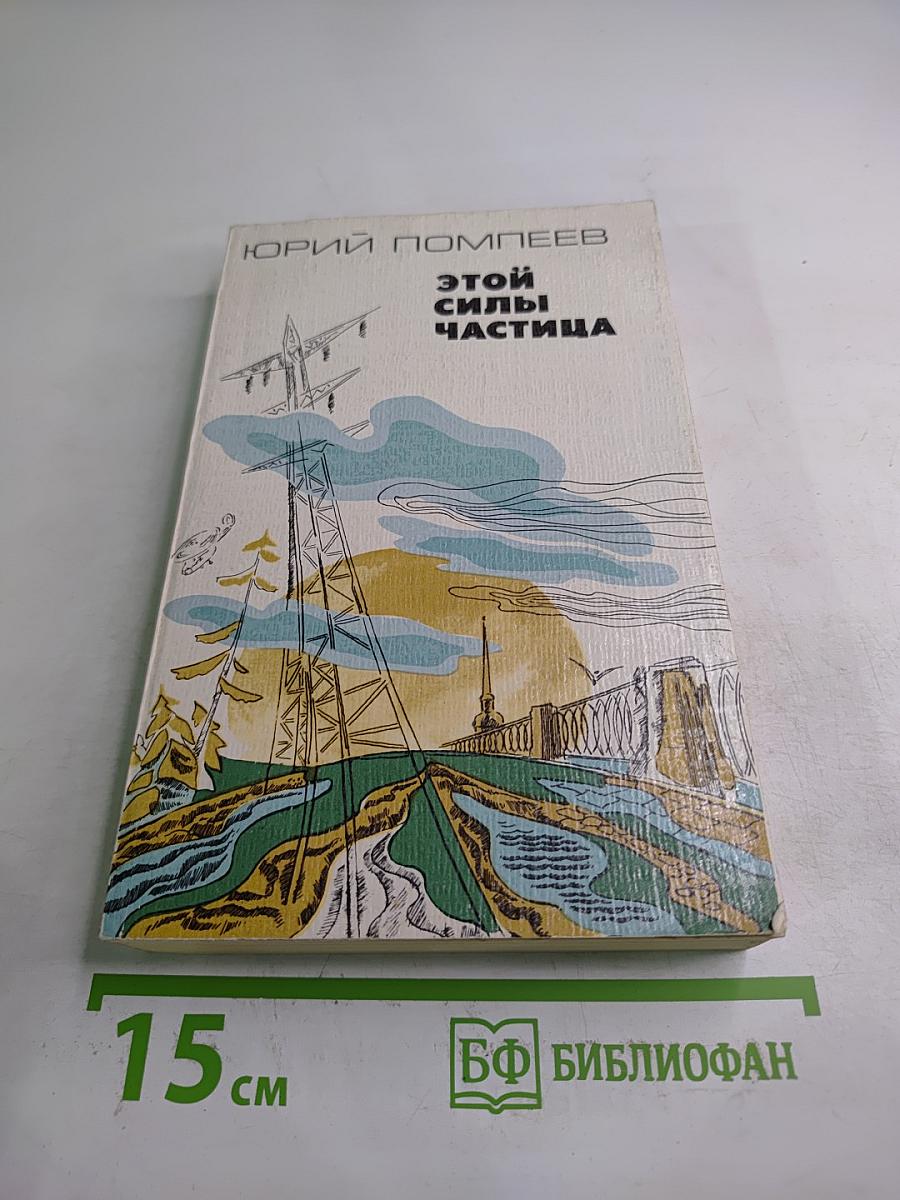 ЮРИЙ ПОМПЕЕВ
ЭТОЙ
СИЛЫ
ЧАСТИЦА
15 см
БФ БИБЛИОФАН